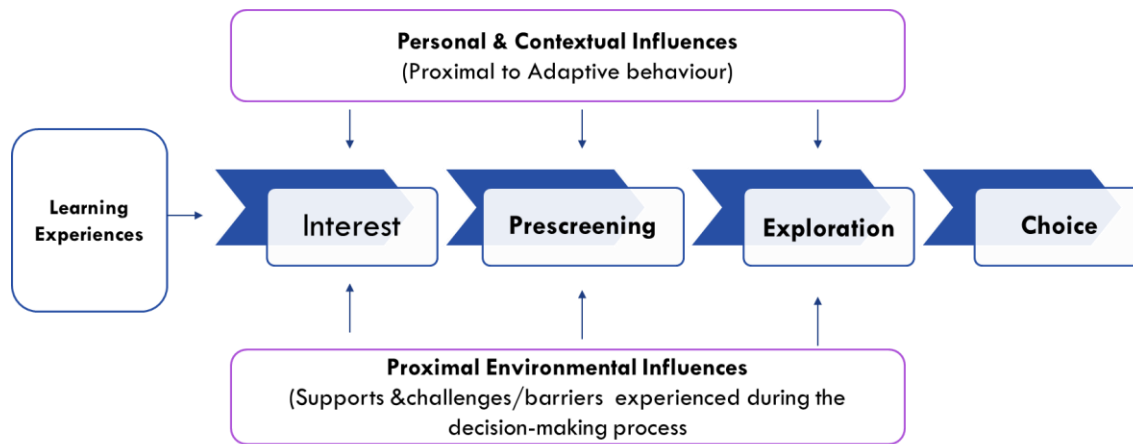 Personal & Contextual Influences
(Proximal to Adaptive behaviour)
Learning
Experiences
Interest
Prescreening
Exploration
Choice
Proximal Environmental Influences
(Supports &challenges/barriers experienced during the
decision-making process